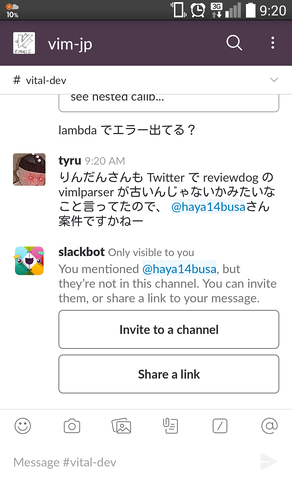 10%
3G
9:20
vim-jp
# vital-dev
see nested callb...
lambda でエラー出てる？
tyru 9:20 AM
りんだんさんも Twitter で reviewdog の
vimlparser が古いんじゃないかみたいな
こと言ってたので、 @haya14busaさん
案件ですかねー
slackbot Only visible to you
You mentioned @haya14busa, but
they're not in this channel. You can invite
them, or share a link to your message.
Invite to a channel
Share a link
Message #vital-dev